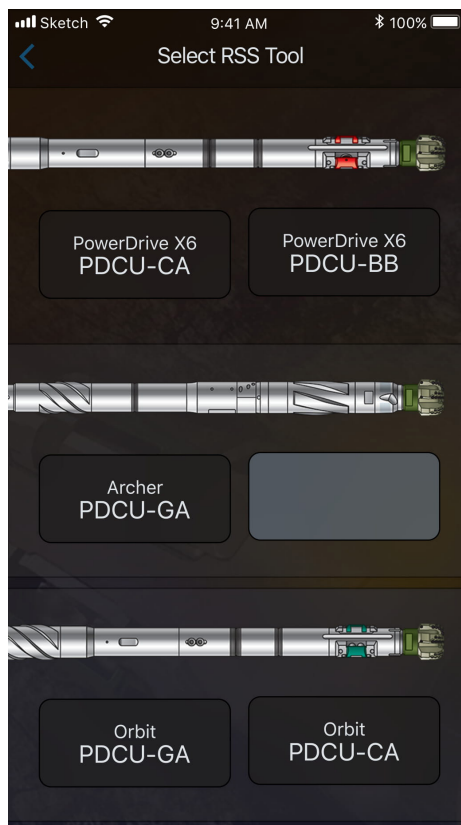 Sketch 9:41 AM 100%
Select RSS Tool
PowerDrive X6
PDCU-CA
PowerDrive X6
PDCU-BB
Archer
PDCU-GA
Orbit
PDCU-GA
Orbit
PDCU-CA